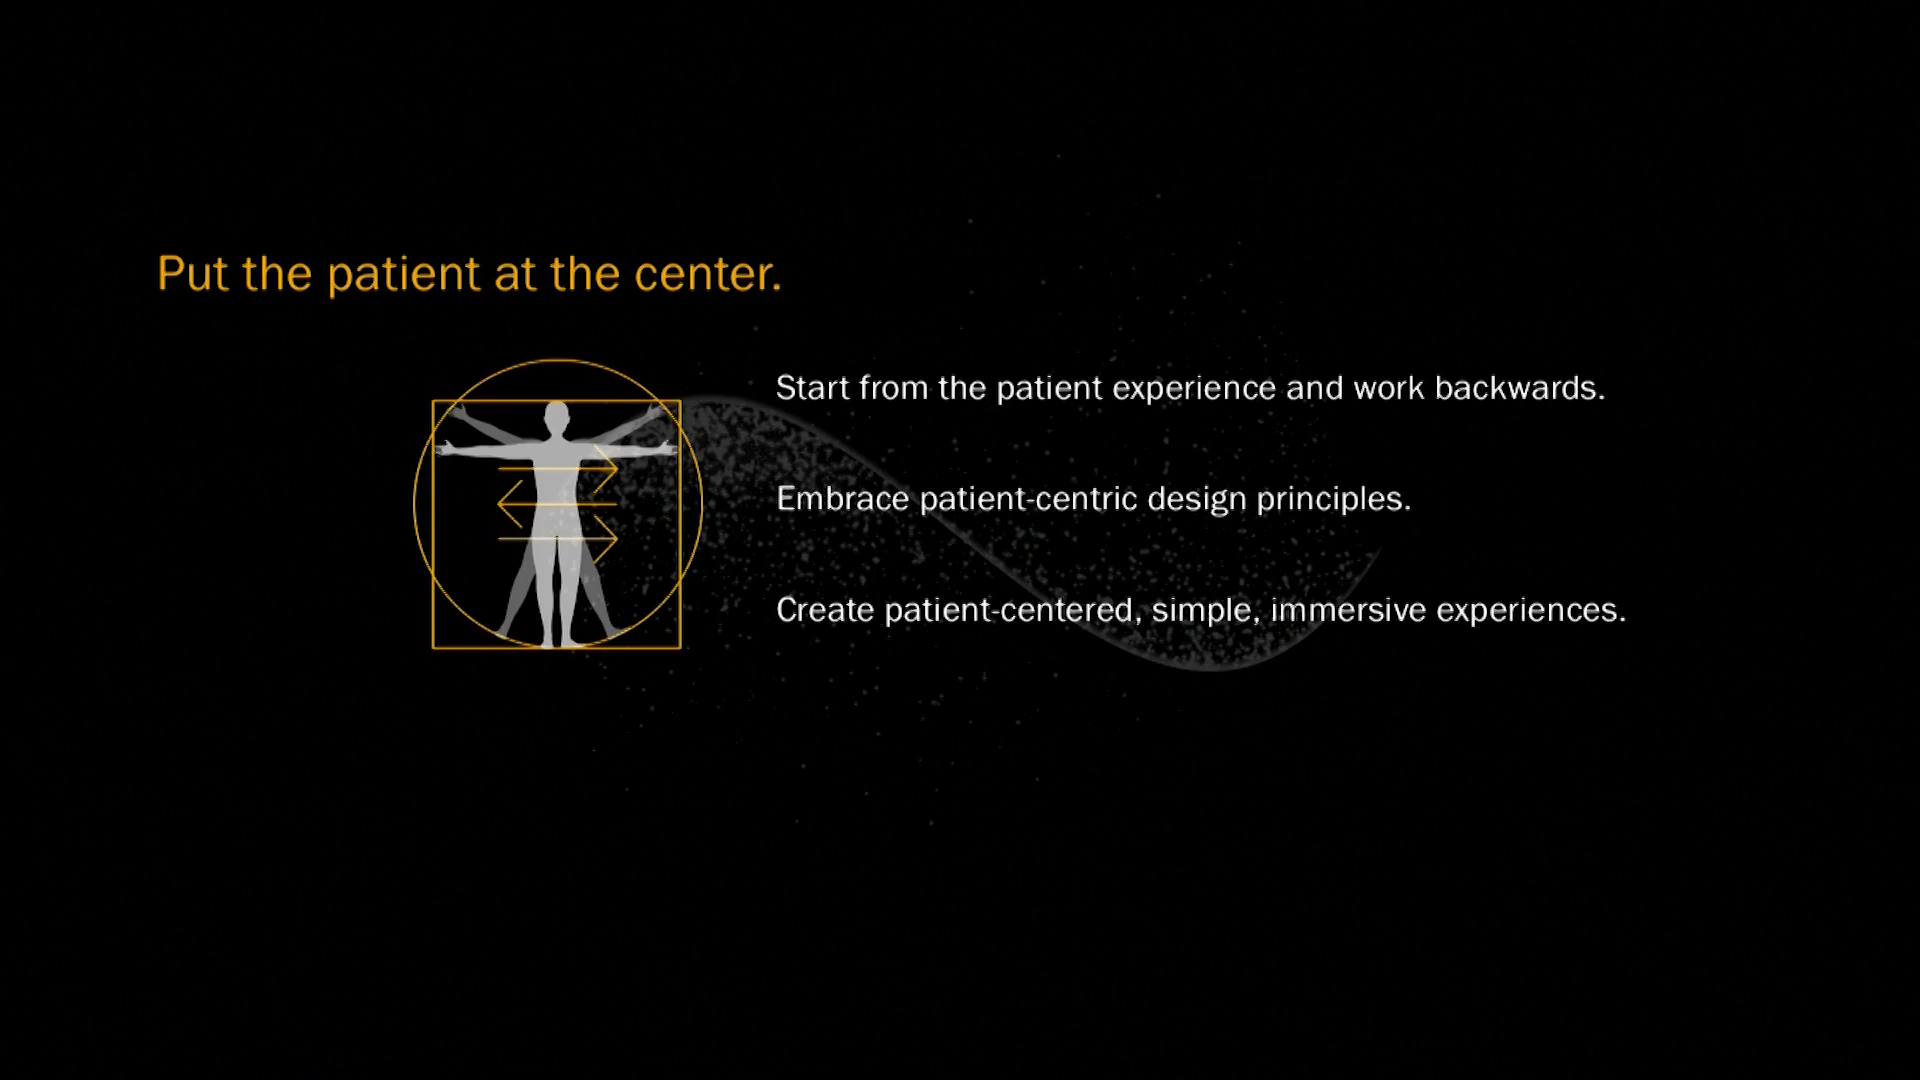 Put the patient at the center.
Start from the patient experience and work backwards.
Embrace patient-centric design principles.
Create patient-centered, simple, immersive experiences.